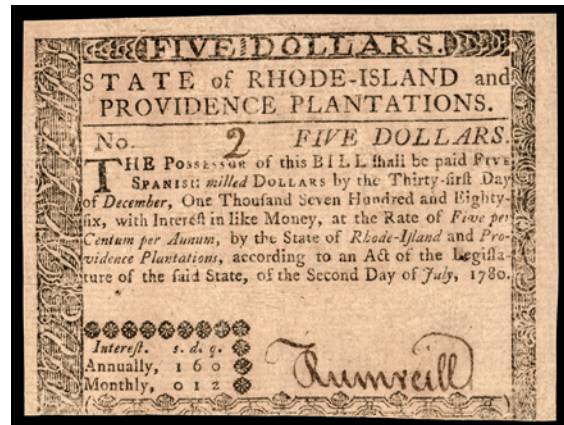 FIVE DOLLARS.
STATE of RHODE-ISLAND and
PROVIDENCE PLANTATIONS.
No. 2 FIVE DOLLARS.
THE POSSESSOR of this BILL ſhall be paid FIVE
SPANISH milled DOLLARS by the Thirty-firſt Day
of December, One Thouſand Seven Hundred and Eighty-
ſix, with Intereſt in like Money, at the Rate of Five per
Centum per Annum, by the State of Rhode-Iſland and Pro-
vidence Plantations, according to an Act of the Legiſla-
ture of the ſaid State, of the Second Day of July, 1780.
Intereſt. s. d. q.
Annually, 1 6 0
Monthly, 0 1 2